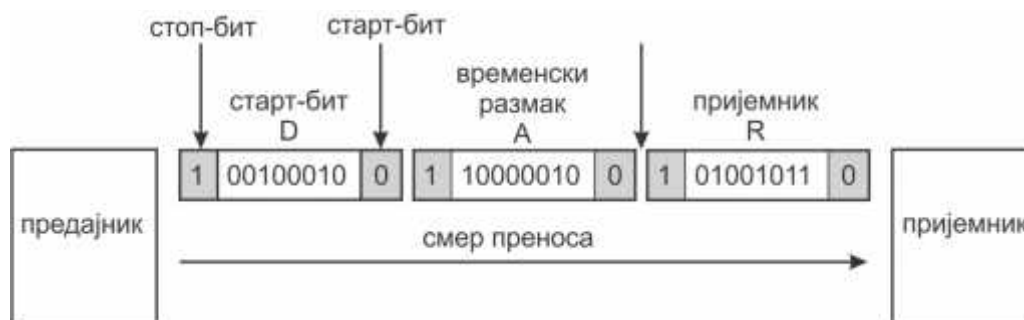 стоп-бит
старт-бит
старт-бит
D
временски
размак
A
пријемник
R
предајник
1 00100010 0
1 10000010 0
1 01001011 0
пријемник
смер преноса